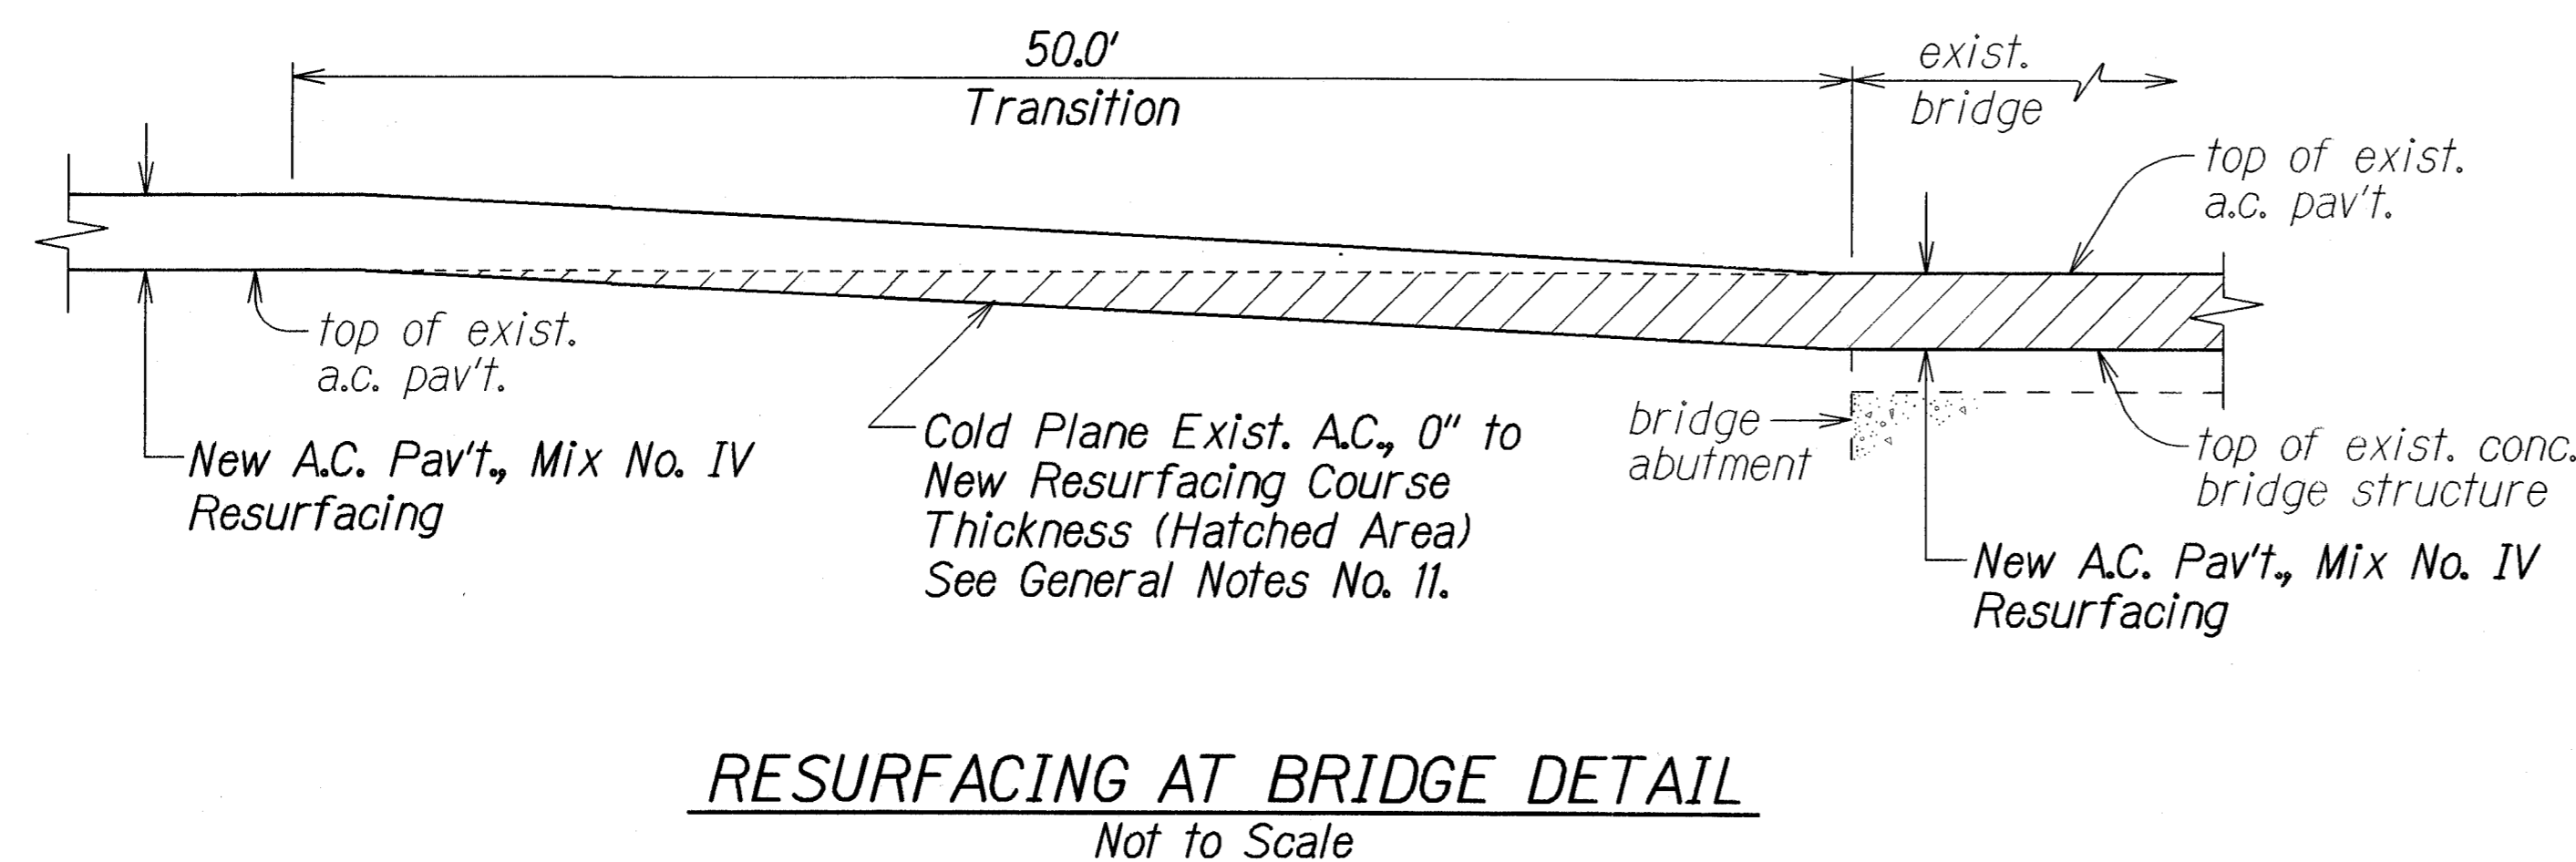 50.0'
Transition
exist.
bridge
top of exist.
a.c. pav't.
top of exist.
a.c. pav't.
New A.C. Pav't., Mix No. IV
Resurfacing
Cold Plane Exist. A.C., 0" to
New Resurfacing Course
Thickness (Hatched Area)
See General Notes No. 11.
bridge
abutment
top of exist. conc.
bridge structure
New A.C. Pav't., Mix No. IV
Resurfacing
RESURFACING AT BRIDGE DETAIL
Not to Scale